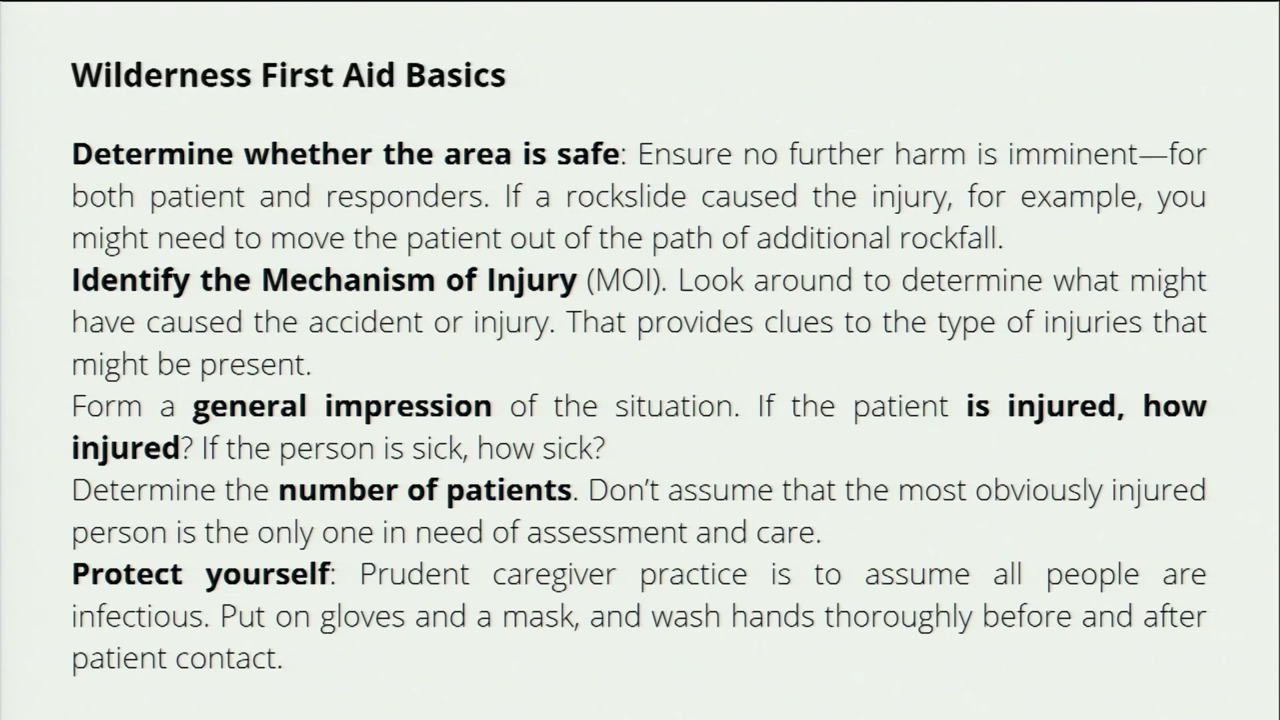 Wilderness First Aid Basics
Determine whether the area is safe: Ensure no further harm is imminent—for
both patient and responders. If a rockslide caused the injury, for example, you
might need to move the patient out of the path of additional rockfall.
Identify the Mechanism of Injury (MOI). Look around to determine what might
have caused the accident or injury. That provides clues to the type of injuries that
might be present.
Form a general impression of the situation. If the patient is injured, how
injured? If the person is sick, how sick?
Determine the number of patients. Don’t assume that the most obviously injured
person is the only one in need of assessment and care.
Protect yourself: Prudent caregiver practice is to assume all people are
infectious. Put on gloves and a mask, and wash hands thoroughly before and after
patient contact.